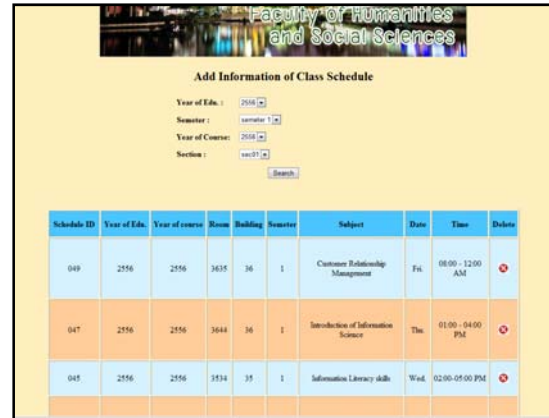 Faculty of Humanities
and Social Sciences
Add Information of Class Schedule
Year of Edu. : 2556
Semeter : semeter 1
Year of Course: 2556
Section : sec01
Search
Schedule ID Year of Edu. Year of course Room Building Semeter Subject Date Time Delete
049 2556 2556 3635 36 1 Customer Relationship Management Fri. 08:00 - 12:00 AM
047 2556 2556 3644 36 1 Introduction of Information Science Thu. 01:00 - 04:00 PM
045 2556 2556 3534 35 1 Information Literacy skills Wed. 02:00-05:00 PM